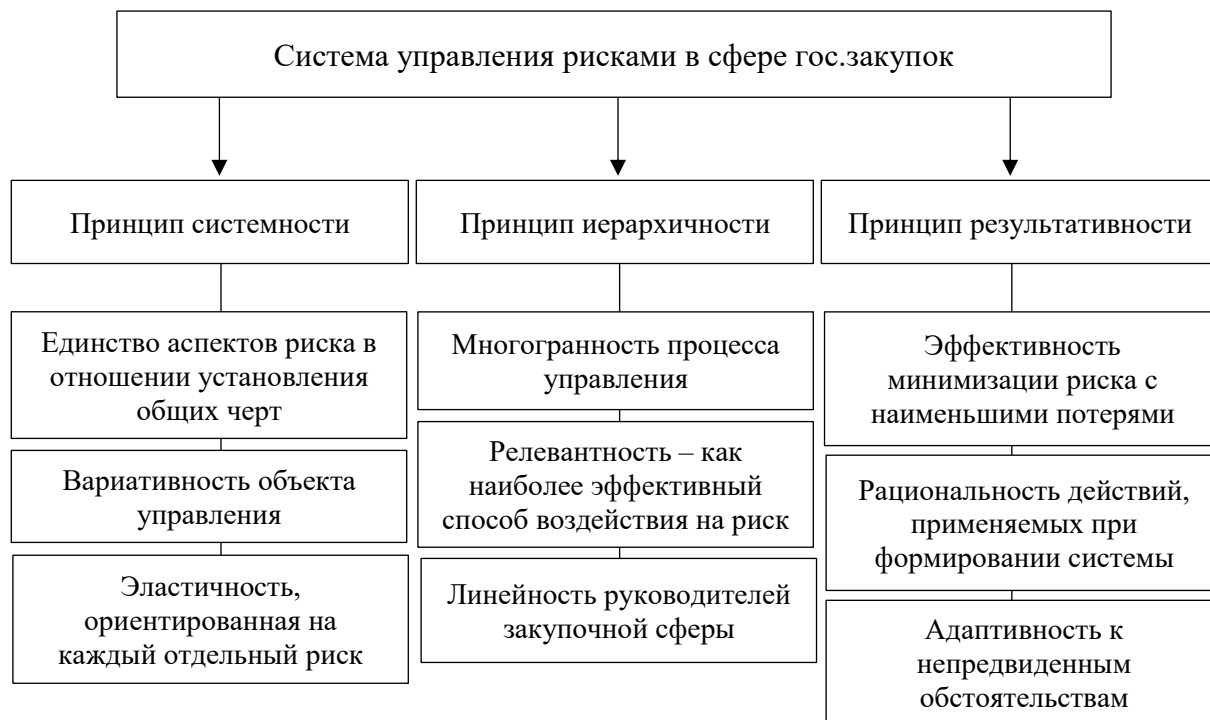 Система управления рисками в сфере гос.закупок
Принцип системности
Принцип иерархичности
Принцип результативности
Единство аспектов риска в
отношении установления
общих черт
Вариативность объекта
управления
Эластичность,
ориентированная на
каждый отдельный риск
Многогранность процесса
управления
Релевантность – как
наиболее эффективный
способ воздействия на риск
Линейность руководителей
закупочной сферы
Эффективность
минимизации риска с
наименьшими потерями
Рациональность действий,
применяемых при
формировании системы
Адаптивность к
непредвиденным
обстоятельствам